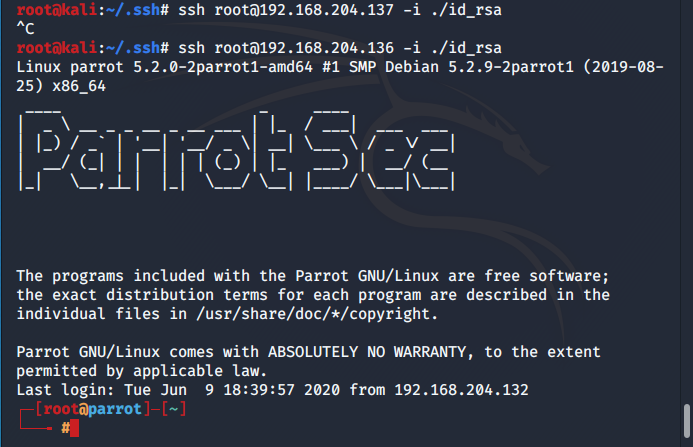 root@kali:~/.ssh# ssh root@192.168.204.137 -i ./id_rsa
^C
root@kali:~/.ssh# ssh root@192.168.204.136 -i ./id_rsa
Linux parrot 5.2.0-2parrot1-amd64 #1 SMP Debian 5.2.9-2parrot1 (2019-08-
25) x86_64
Parrot Sec
The programs included with the Parrot GNU/Linux are free software;
the exact distribution terms for each program are described in the
individual files in /usr/share/doc/*/copyright.
Parrot GNU/Linux comes with ABSOLUTELY NO WARRANTY, to the extent
permitted by applicable law.
Last login: Tue Jun  9 18:39:57 2020 from 192.168.204.132
┌─[root@parrot]─[~]
└──╼ #